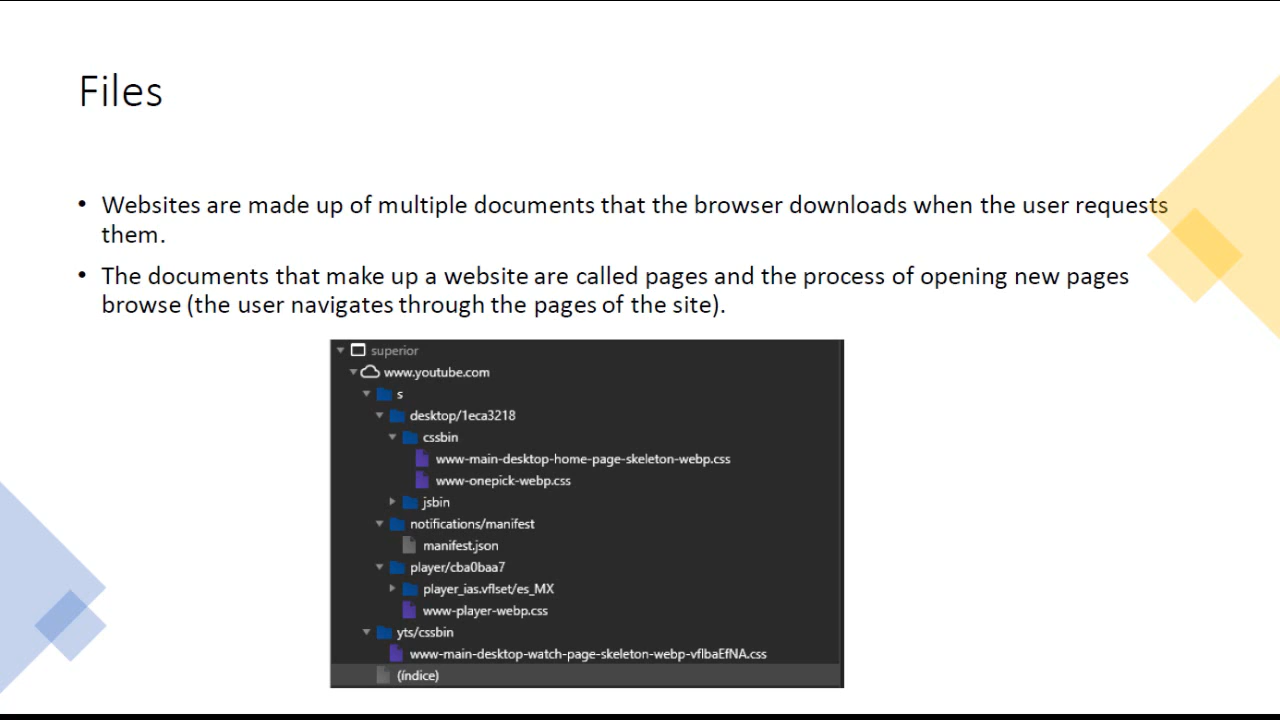 Files
• Websites are made up of multiple documents that the browser downloads when the user requests
them.
• The documents that make up a website are called pages and the process of opening new pages
browse (the user navigates through the pages of the site).
superior
www.youtube.com
s
desktop/1eca3218
cssbin
www-main-desktop-home-page-skeleton-webp.css
www-onepick-webp.css
jsbin
notifications/manifest
manifest.json
player/cba0baa7
player_ias.vflset/es_MX
www-player-webp.css
yts/cssbin
www-main-desktop-watch-page-skeleton-webp-vflbaEfNA.css
(índice)